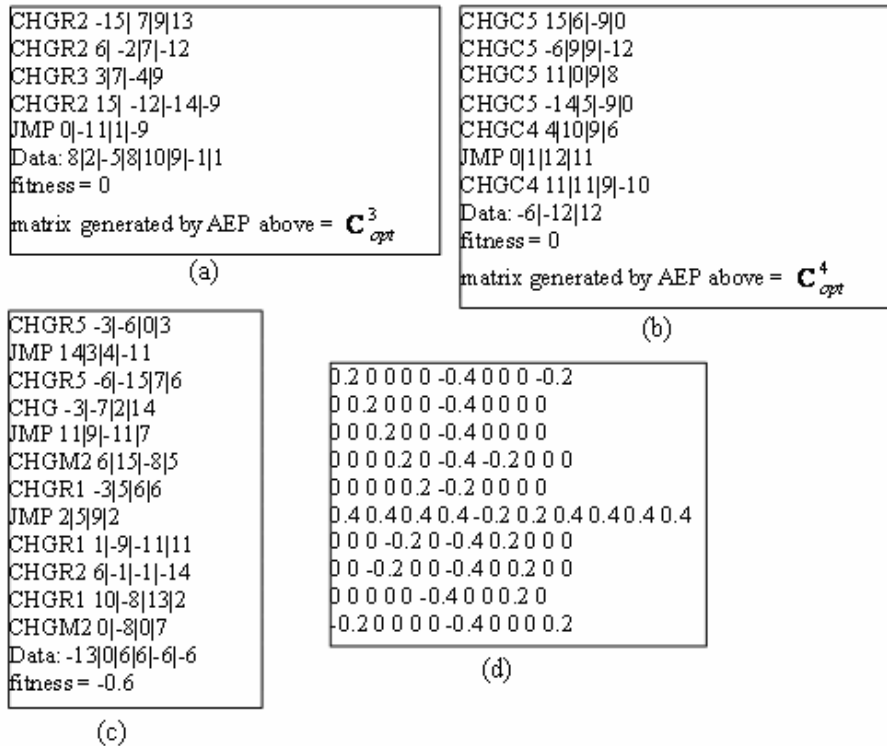 CHGR2 -15| 7|9|13
CHGR2 6| -2|7|-12
CHGR3 3|7|-4|9
CHGR2 15| -12|-14|-9
JMP 0|-11|1|-9
Data: 8|2|-5|8|10|9|-1|1
fitness = 0
matrix generated by AEP above = C 3 opt
(a)
CHGC5 15|6|-9|0
CHGC5 -6|9|9|-12
CHGC5 11|0|9|8
CHGC5 -14|5|-9|0
CHGC4 4|10|9|6
JMP 0|1|12|11
CHGC4 11|11|9|-10
Data: -6|-12|12
fitness = 0
matrix generated by AEP above = C 4 opt
(b)
CHGR5 -3|-6|0|3
JMP 14|3|4|-11
CHGR5 -6|-15|7|6
CHG -3|-7|2|14
JMP 11|9|-11|7
CHGM2 6|15|-8|5
CHGR1 -3|5|6|6
JMP 2|5|9|2
CHGR1 1|-9|-11|11
CHGR2 6|-1|-1|-14
CHGR1 10|-8|13|2
CHGM2 0|-8|0|7
Data: -13|0|6|6|-6|-6
fitness = -0.6
(c)
0.2 0 0 0 0 -0.4 0 0 0 -0.2
0 0.2 0 0 0 -0.4 0 0 0 0
0 0 0.2 0 0 -0.4 0 0 0 0
0 0 0 0.2 0 -0.4 -0.2 0 0 0
0 0 0 0 0.2 -0.2 0 0 0 0
0.4 0.4 0.4 0.4 -0.2 0.2 0.4 0.4 0.4 0.4
0 0 0 -0.2 0 -0.4 0.2 0 0 0
0 0 -0.2 0 0 -0.4 0 0.2 0 0
0 0 0 0 0 -0.4 0 0 0.2 0
-0.2 0 0 0 0 -0.4 0 0 0 0.2
(d)